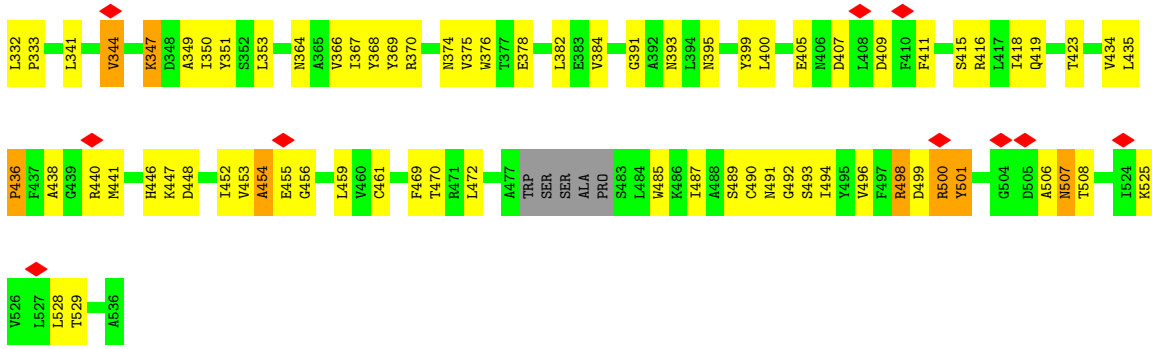 L332 P333 L341 V344 K347 D348 A349 I350 Y351 S352 L353 N364 A365 V366 I367 Y368 Y369 R370 N374 V375 W376 T377 E378 L382 E383 V384 G391 A392 N393 L394 N395 Y399 L400 E405 N406 D407 L408 D409 F410 F411 S415 R416 L417 I418 Q419 T423 V434 L435
P436 F437 A438 G439 R440 M441 H446 K447 D448 I452 V453 A454 E455 G456 L459 V460 C461 F469 T470 R471 L472 A477 TRP SER SER ALA PRO S483 L484 W485 K486 I487 A488 S489 C490 N491 G492 S493 I494 Y495 V496 F497 R498 D499 R500 Y501 G504 D505 A506 N507 T508 I524 K525
V526 L527 L528 T529 A536